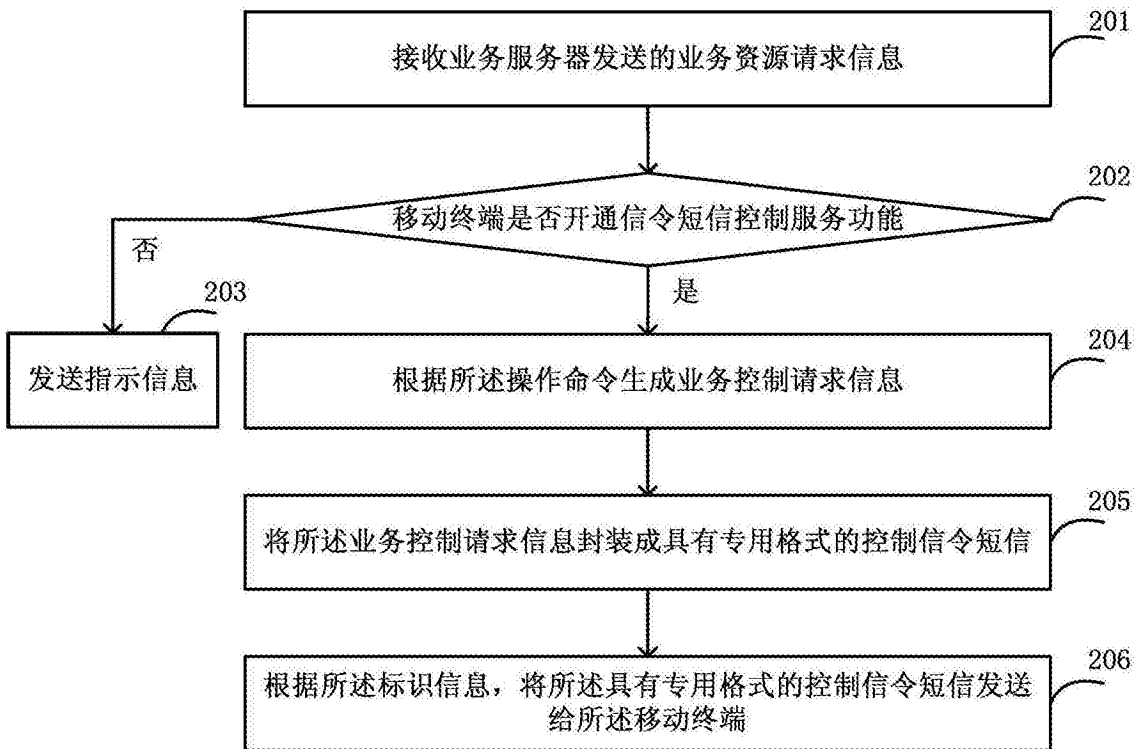 201
接收业务服务器发送的业务资源请求信息
202
移动终端是否开通信令短信控制服务功能
否
是
203
发送指示信息
204
根据所述操作命令生成业务控制请求信息
205
将所述业务控制请求信息封装成具有专用格式的控制信令短信
206
根据所述标识信息，将所述具有专用格式的控制信令短信发送
给所述移动终端